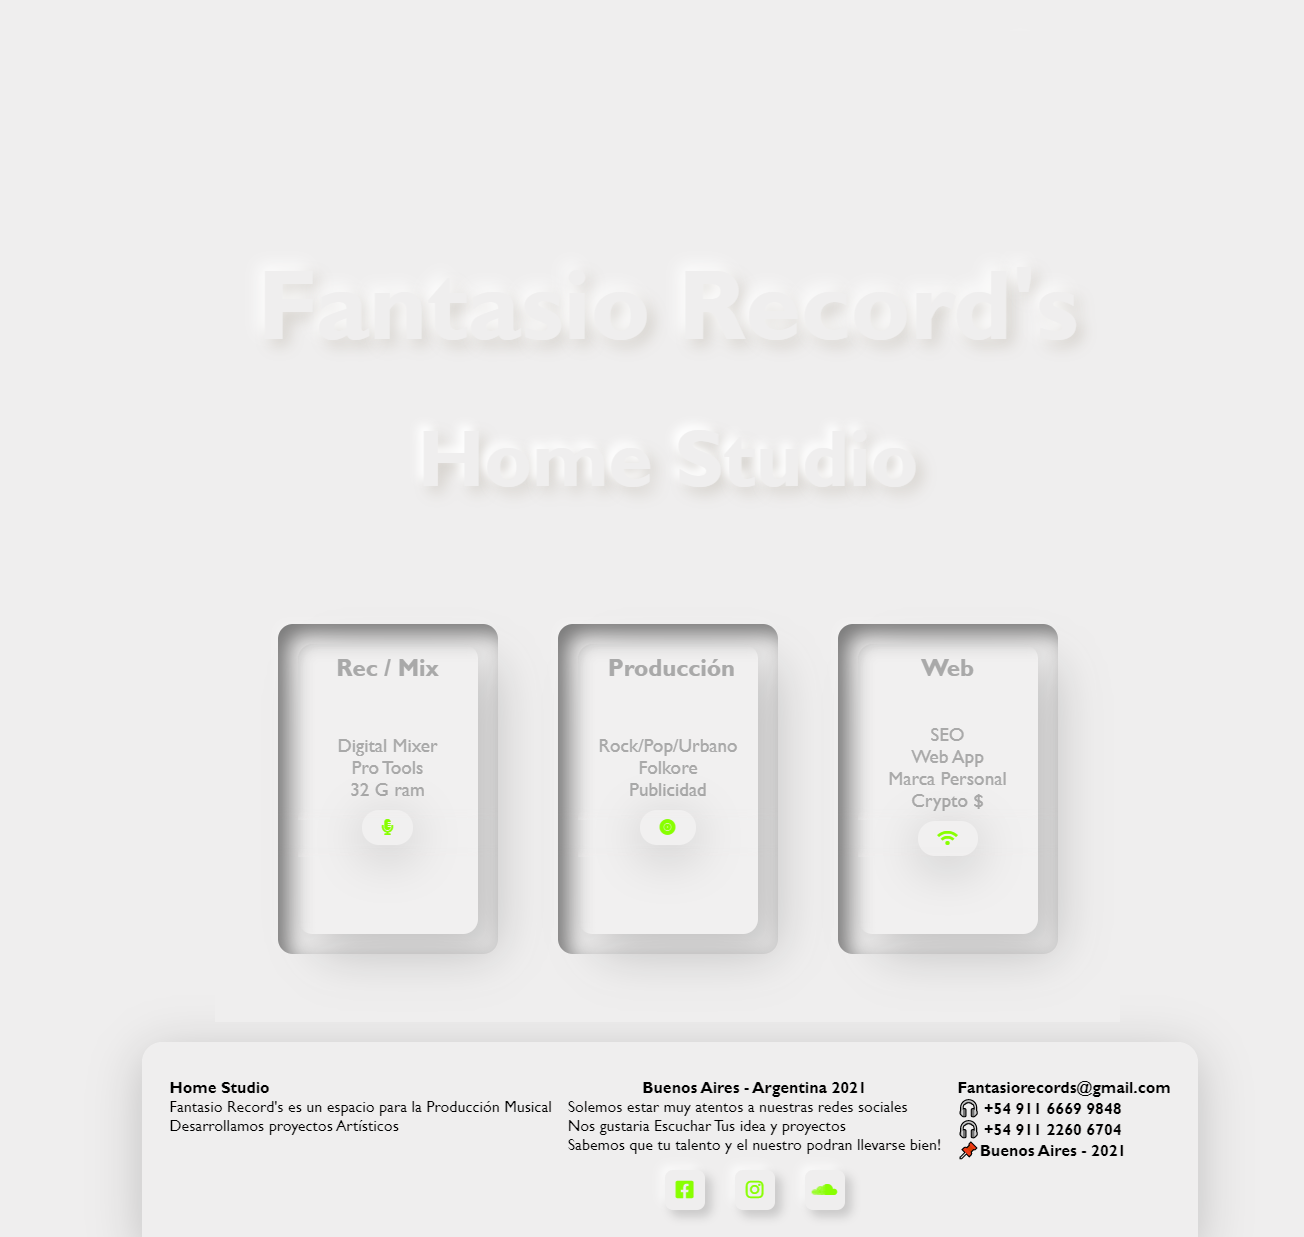 Fantasio Record's
Home Studio
Rec / Mix
Digital Mixer
Pro Tools
32 G ram
Producción
Rock/Pop/Urbano
Folkore
Publicidad
Web
SEO
Web App
Marca Personal
Crypto $
Home Studio
Fantasio Record's es un espacio para la Producción Musical
Desarrollamos proyectos Artísticos
Buenos Aires - Argentina 2021
Solemos estar muy atentos a nuestras redes sociales
Nos gustaria Escuchar Tus idea y proyectos
Sabemos que tu talento y el nuestro podran llevarse bien!
Fantasiorecords@gmail.com
+54 911 6669 9848
+54 911 2260 6704
Buenos Aires - 2021